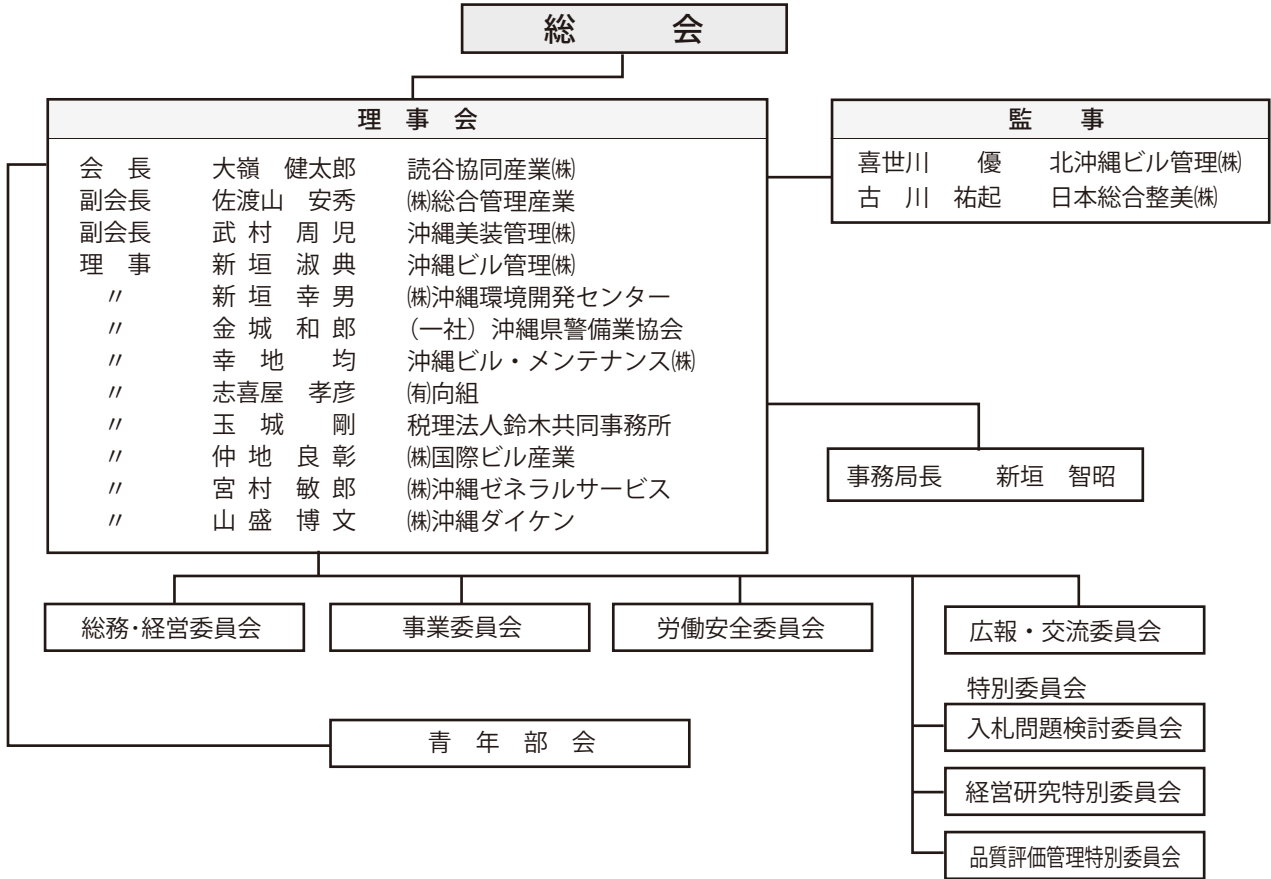 総 会
理 事 会
会 長 大嶺 健太郎 読谷協同産業㈱
副会長 佐渡山 安秀 ㈱総合管理産業
副会長 武村 周児 沖縄美装管理㈱
理 事 新垣 淑典 沖縄ビル管理㈱
〃 新垣 幸男 ㈱沖縄環境開発センター
〃 金城 和郎 (一社)沖縄県警備業協会
〃 幸地 均 沖縄ビル・メンテナンス㈱
〃 志喜屋 孝彦 ㈲向組
〃 玉城 剛 税理法人鈴木共同事務所
〃 仲地 良彰 ㈱国際ビル産業
〃 宮村 敏郎 ㈱沖縄ゼネラルサービス
〃 山盛 博文 ㈱沖縄ダイケン
監 事
喜世川 優 北沖縄ビル管理㈱
古川 祐起 日本総合整美㈱
事務局長 新垣 智昭
総務･経営委員会
事業委員会
労働安全委員会
広報・交流委員会
特別委員会
入札問題検討委員会
経営研究特別委員会
品質評価管理特別委員会
青 年 部 会